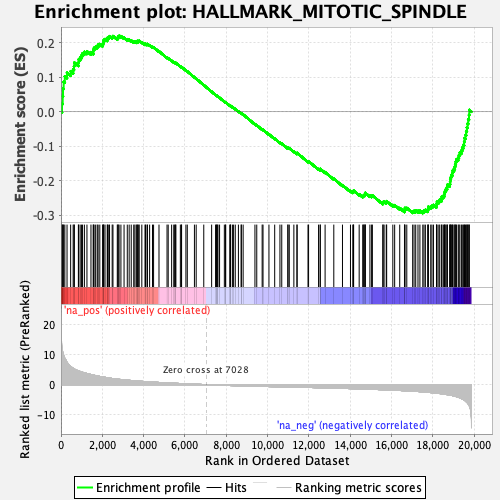 Enrichment plot: HALLMARK_MITOTIC_SPINDLE
Enrichment score (ES)
0.2
0.1
0.0
-0.1
-0.2
-0.3
'na_pos' (positively correlated)
Ranked list metric (PreRanked)
20
10
0
-10
Zero cross at 7028
'na_neg' (negatively correlated)
0
2,000
4,000
6,000
8,000
10,000
12,000
14,000
16,000
18,000
20,000
Rank in Ordered Dataset
Enrichment profile
Hits
Ranking metric scores